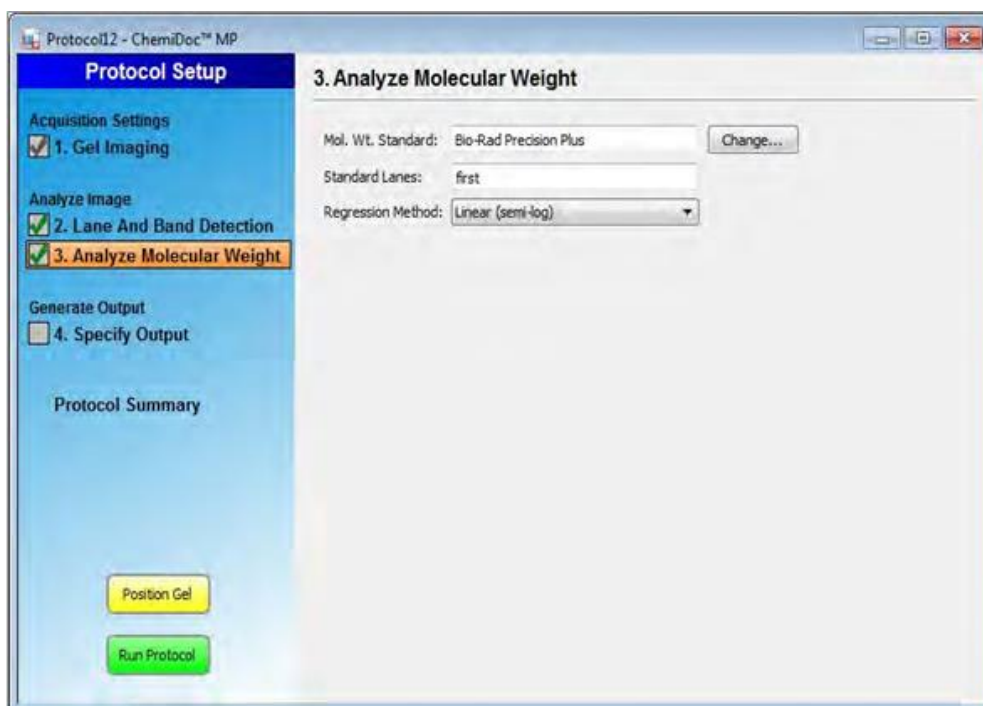 Protocol12 - ChemiDoc™ MP
Protocol Setup
Acquisition Settings
1. Gel Imaging
Analyze Image
2. Lane And Band Detection
3. Analyze Molecular Weight
Generate Output
4. Specify Output
Protocol Summary
Position Gel
Run Protocol
3. Analyze Molecular Weight
Mol. Wt. Standard: Bio-Rad Precision Plus Change...
Standard Lanes: first
Regression Method: Linear (semi-log)